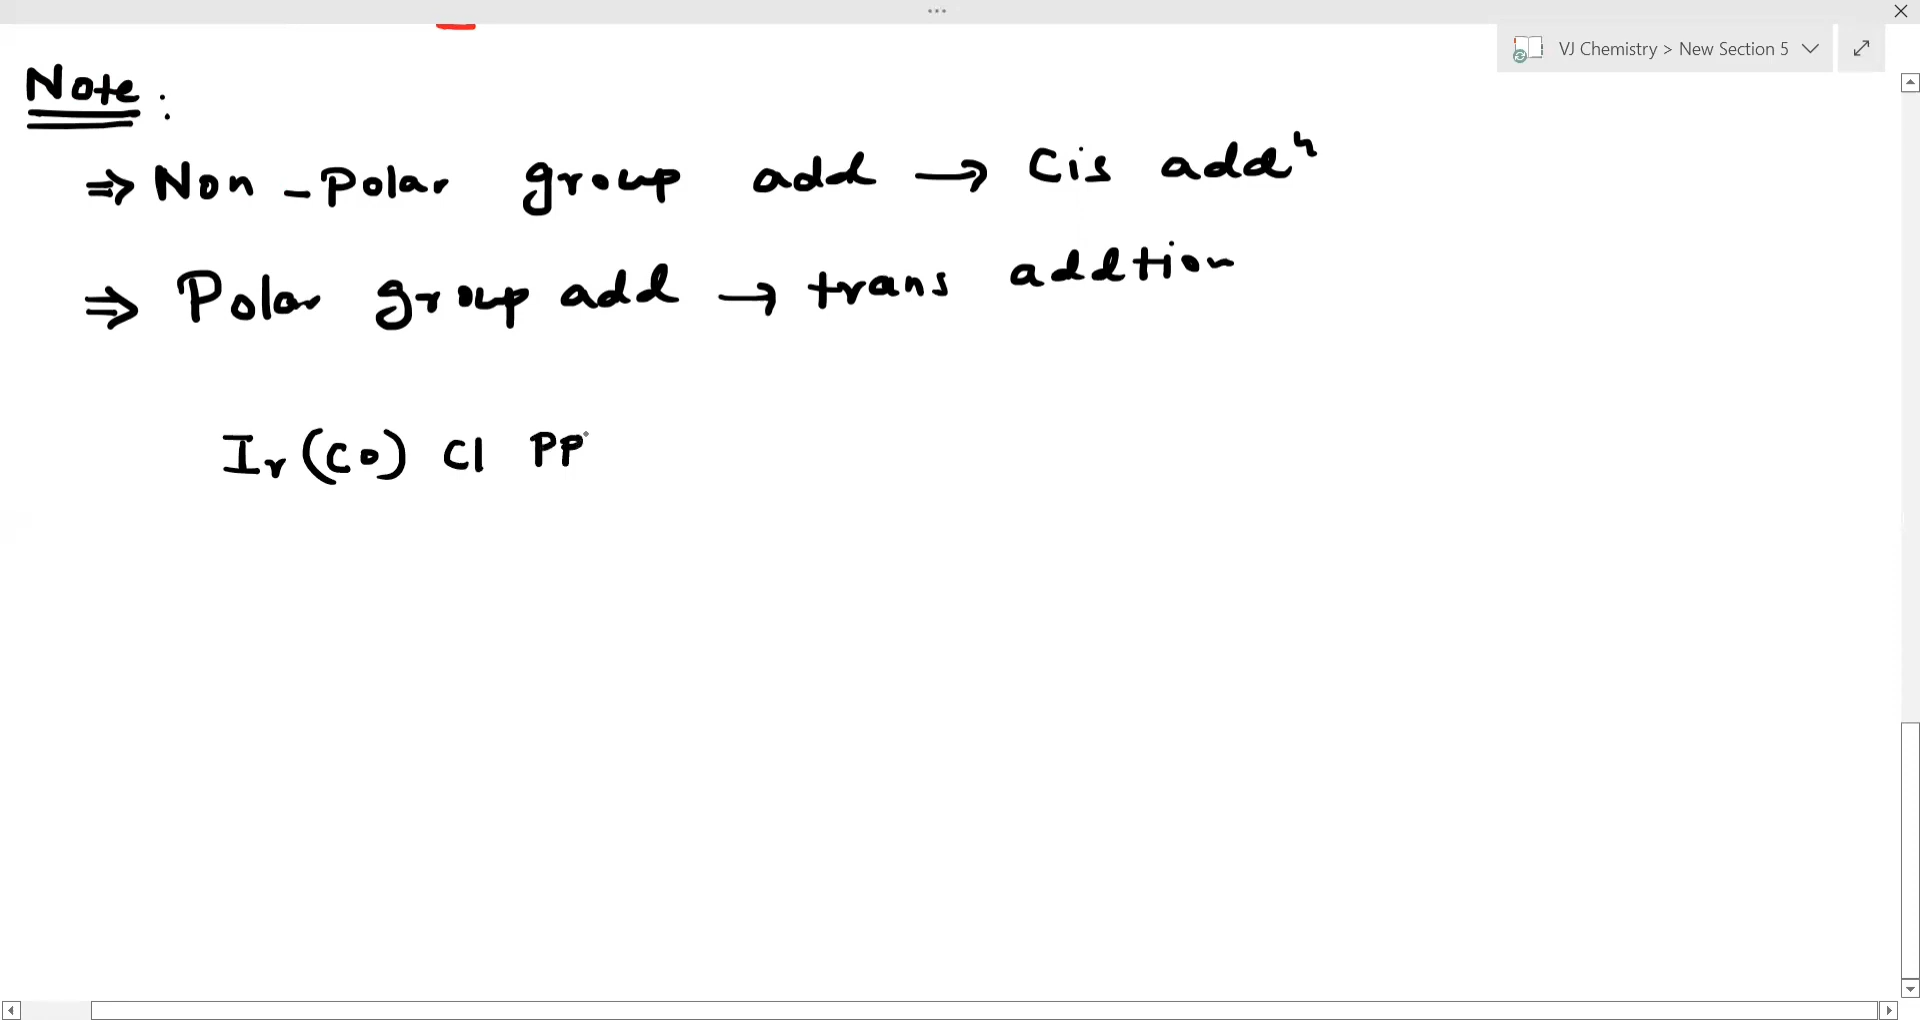 VJ Chemistry > New Section 5
Note :
⇒ Non-Polar group add → Cis addⁿ
⇒ Polar group add → trans addtion
Ir(CO) Cl PP